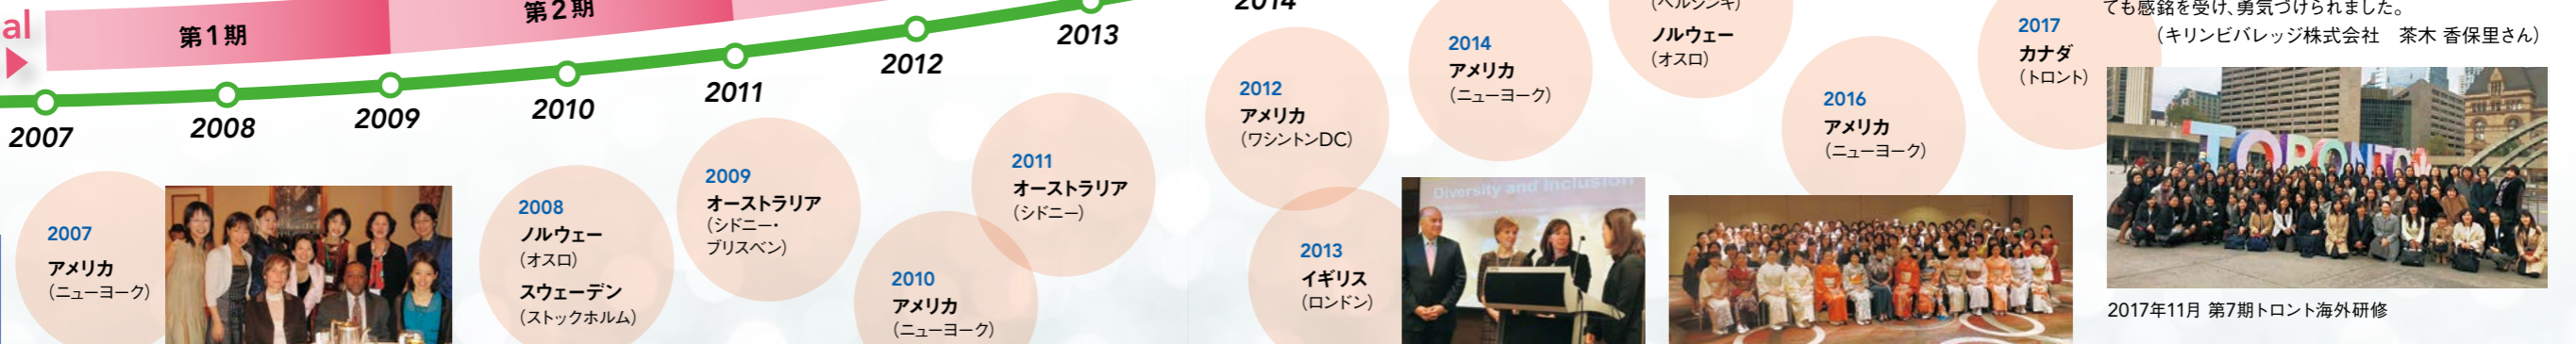 al
第1期
第2期
2007
2008
2009
2010
2011
2012
2013
2014
2007
アメリカ
（ニューヨーク）
2008
ノルウェー
（オスロ）
スウェーデン
（ストックホルム）
2009
オーストラリア
（シドニー・
ブリスベン）
2010
アメリカ
（ニューヨーク）
2011
オーストラリア
（シドニー）
2012
アメリカ
（ワシントンDC）
2013
イギリス
（ロンドン）
2014
アメリカ
（ニューヨーク）
（ヘルシンキ）
ノルウェー
（オスロ）
2016
アメリカ
（ニューヨーク）
2017
カナダ
（トロント）
Diversity and Inclusion
ても感銘を受け、勇気づけられました。
（キリンビバレッジ株式会社　茶木 香保里さん）
TORONTO
2017年11月 第7期トロント海外研修